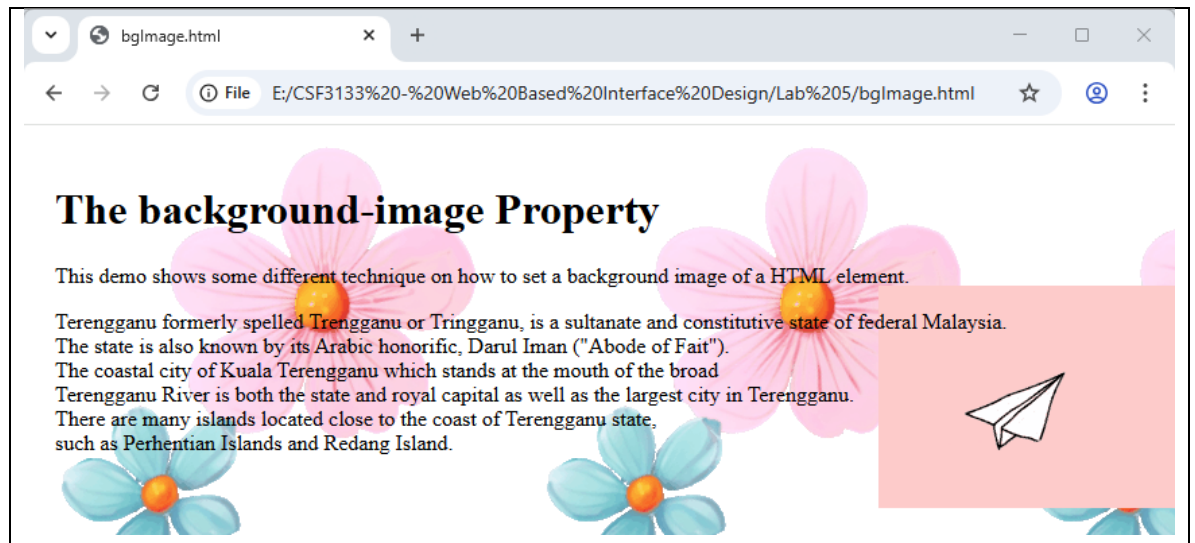 bgImage.html
File E:/CSF3133%20-%20Web%20Based%20Interface%20Design/Lab%205/bgImage.html
The background-image Property
This demo shows some different technique on how to set a background image of a HTML element.
Terengganu formerly spelled Trengganu or Tringganu, is a sultanate and constitutive state of federal Malaysia.
The state is also known by its Arabic honorific, Darul Iman ("Abode of Fait").
The coastal city of Kuala Terengganu which stands at the mouth of the broad
Terengganu River is both the state and royal capital as well as the largest city in Terengganu.
There are many islands located close to the coast of Terengganu state,
such as Perhentian Islands and Redang Island.